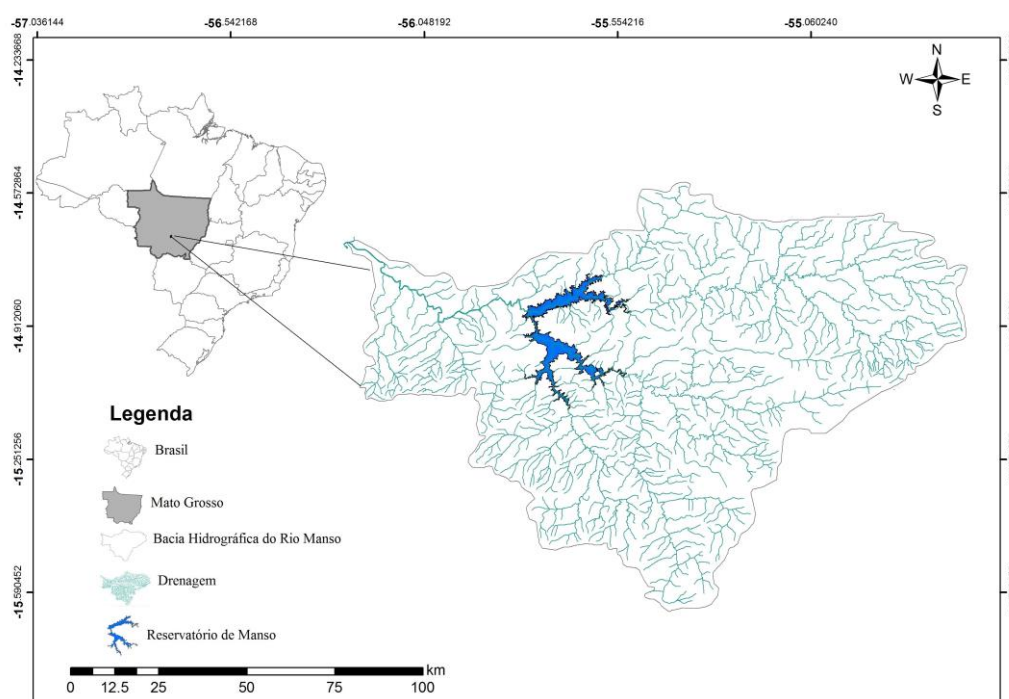 -57.036144 -56.542168 -56.048192 -55.554216 -55.060240
-14.233668
-14.572864
-14.912060
-15.251256
-15.590452
N
W E
S
Legenda
Brasil
Mato Grosso
Bacia Hidrográfica do Rio Manso
Drenagem
Reservatório de Manso
km
0 12.5 25 50 75 100